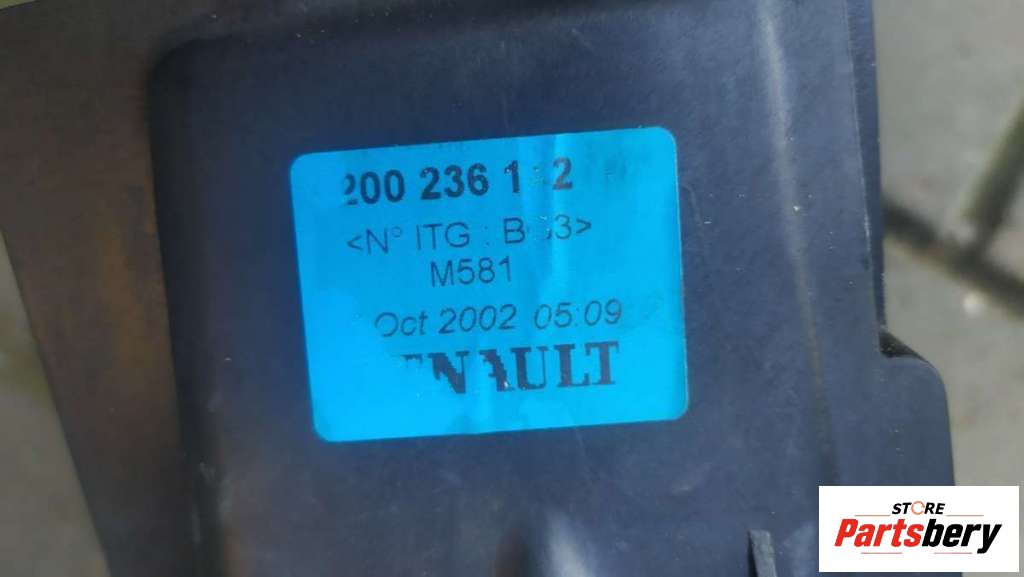 200 236
<N° ITG :
M581
Oct 2002 05:09
STORE
Partsbery